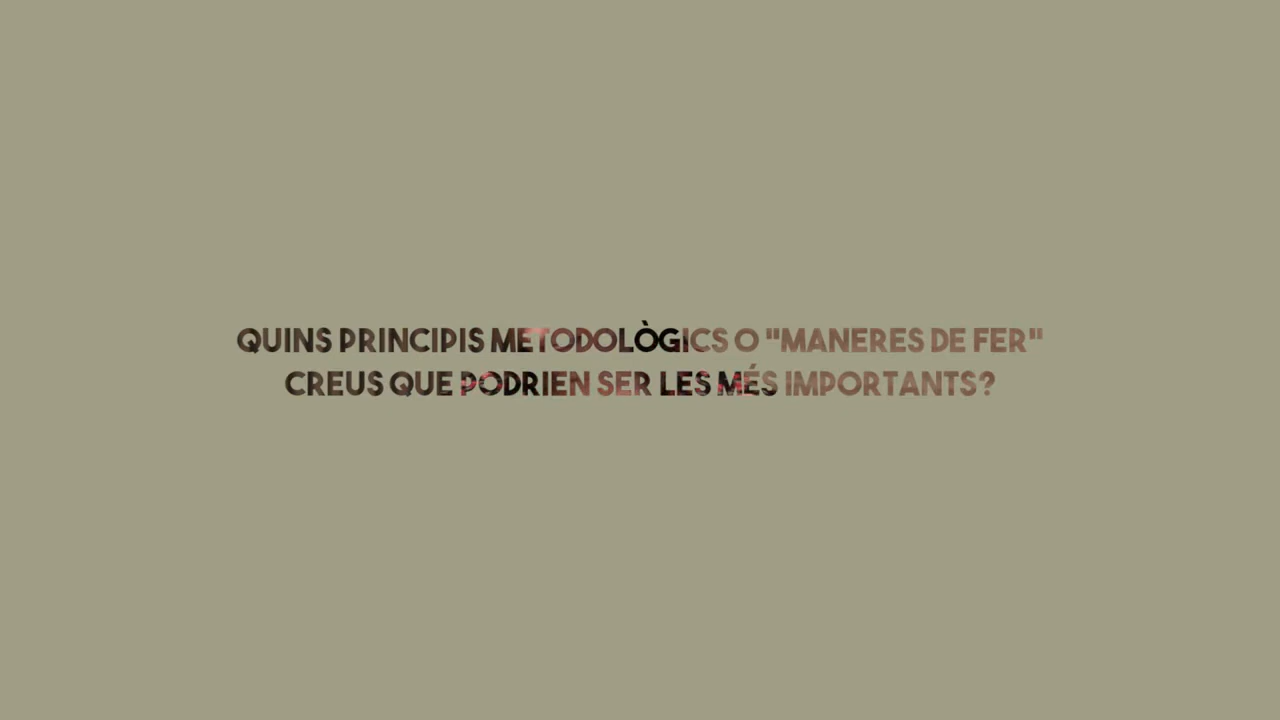 QUINS PRINCIPIS METODOLÒGICS O "MANERES DE FER"
CREUS QUE PODRIEN SER LES MÉS IMPORTANTS?